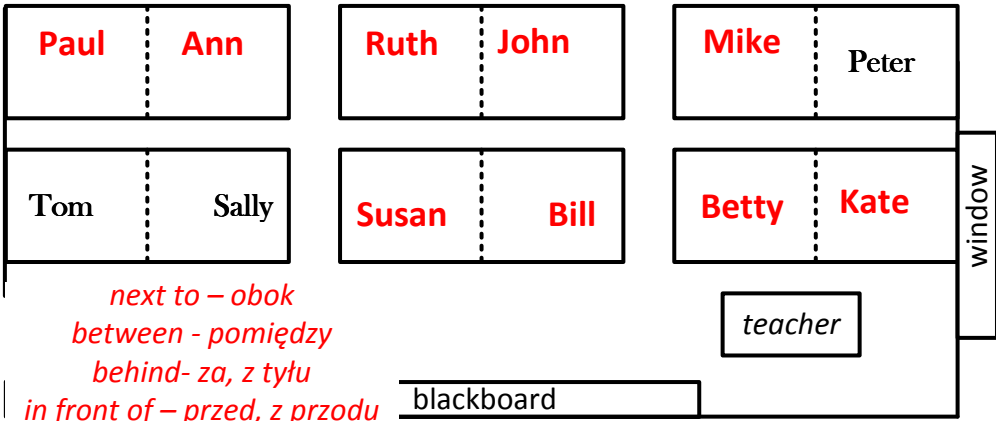 Paul Ann Ruth John Mike Peter
Tom Sally Susan Bill Betty Kate
window
next to – obok
between - pomiędzy
behind- za, z tyłu
in front of – przed, z przodu
teacher
blackboard